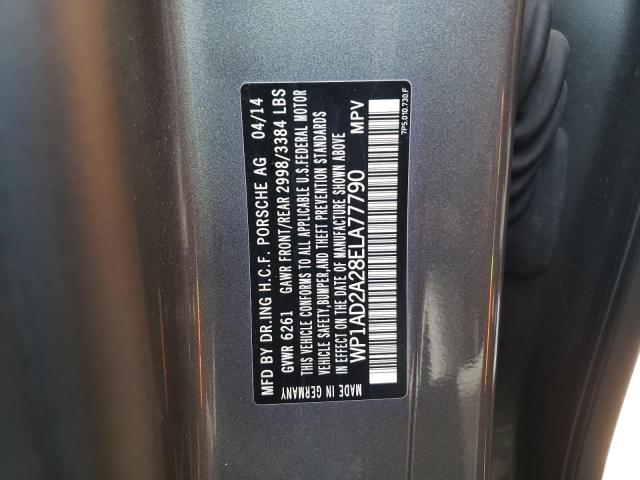 MFD BY DR.ING H.C.F. PORSCHE AG 04/14
GVWR 6261 GAWR FRONT/REAR 2998/3384 LBS
THIS VEHICLE CONFORMS TO ALL APPLICABLE U.S.FEDERAL MOTOR
VEHICLE SAFETY,BUMPER,AND THEFT PREVENTION STANDARDS
IN EFFECT ON THE DATE OF MANUFACTURE SHOWN ABOVE
WP1AD2A28ELA77790 MPV
MADE IN GERMANY
7P5.010.730.F